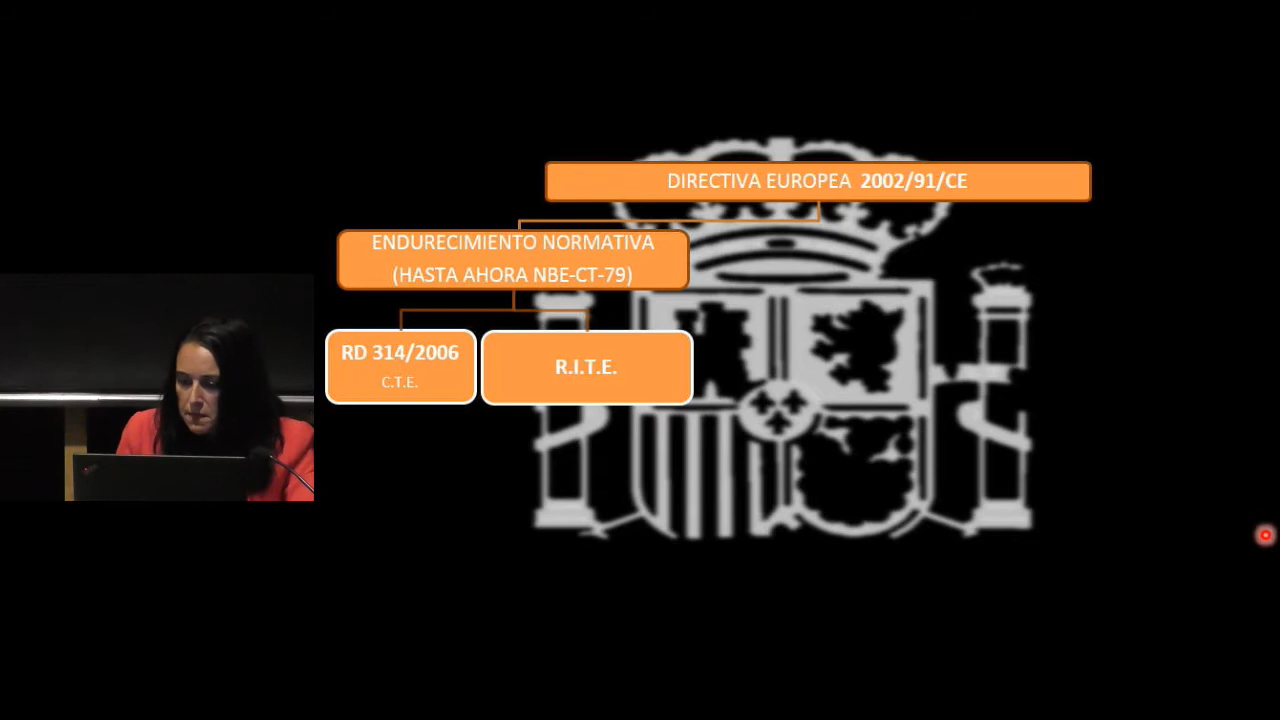 DIRECTIVA EUROPEA 2002/91/CE
ENDURECIMIENTO NORMATIVA
(HASTA AHORA NBE-CT-79)
RD 314/2006
C.T.E.
R.I.T.E.